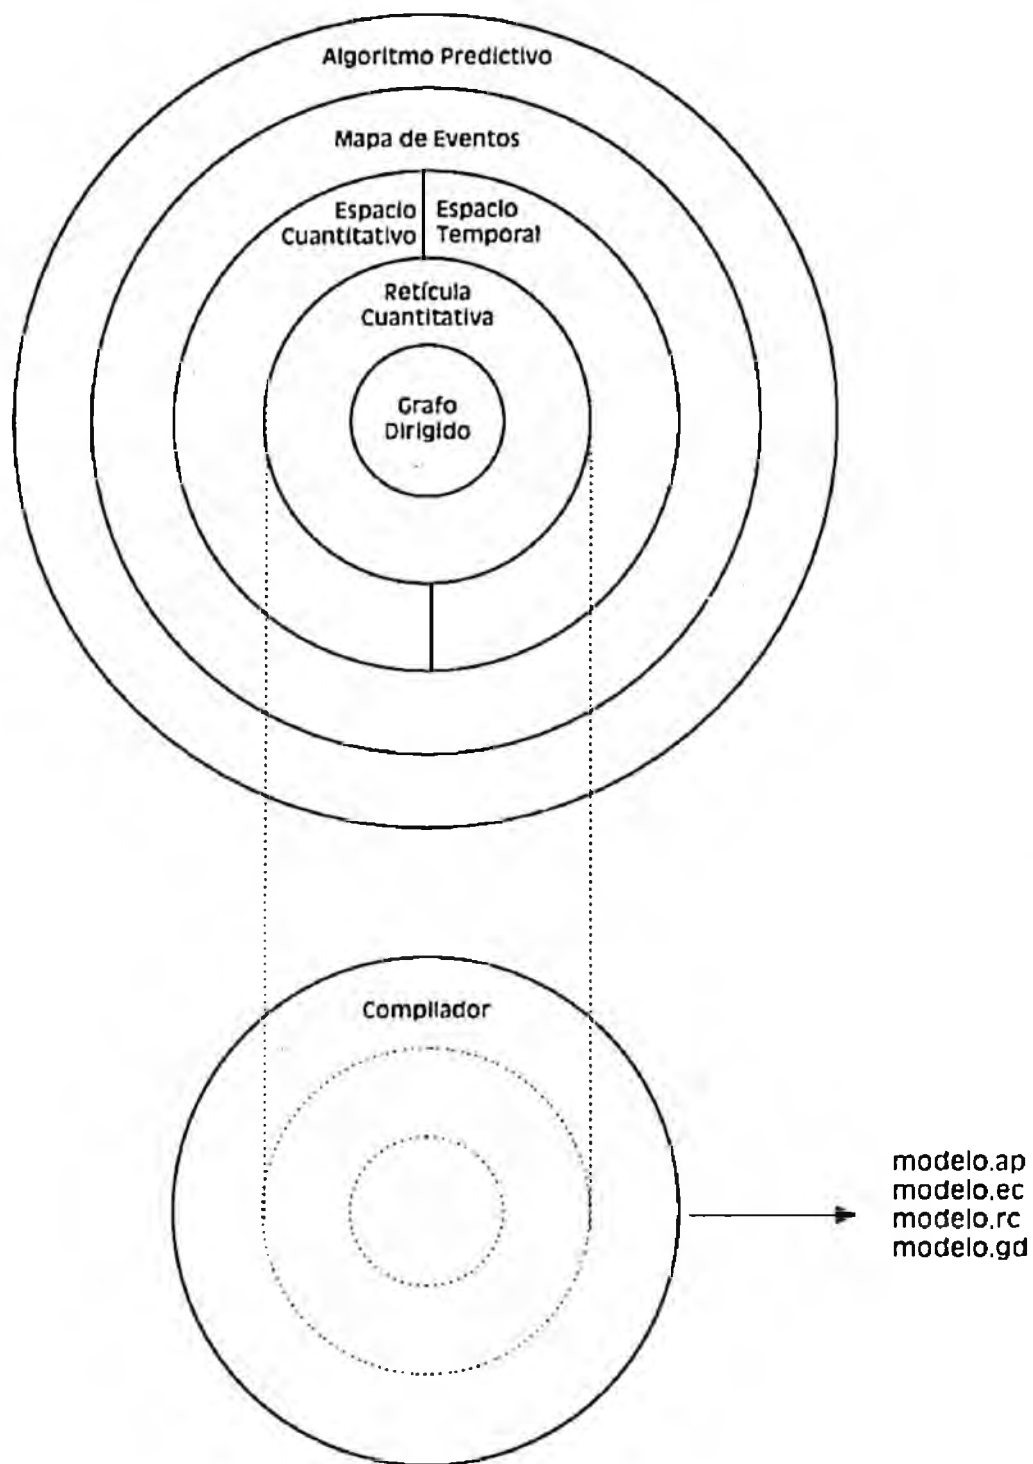 Algoritmo Predictivo
Mapa de Eventos
Espacio
Cuantitativo
Espacio
Temporal
Retícula
Cuantitativa
Grafo
Dirigido
Compilador
modelo.ap
modelo.ec
modelo.rc
modelo.gd